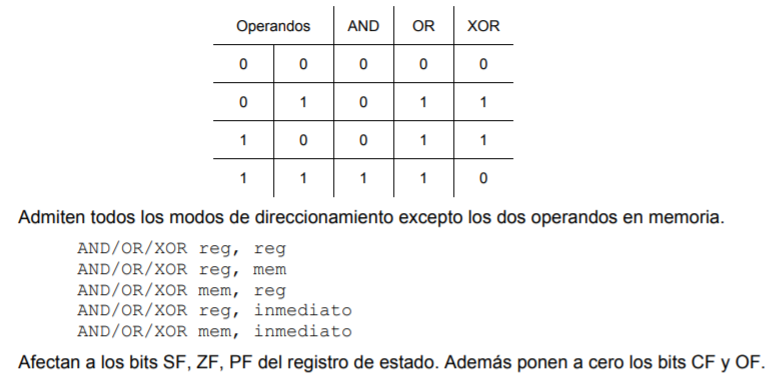 Operandos AND OR XOR
0 0 0 0 0
0 1 0 1 1
1 0 0 1 1
1 1 1 1 0
Admiten todos los modos de direccionamiento excepto los dos operandos en memoria.
AND/OR/XOR reg, reg
AND/OR/XOR reg, mem
AND/OR/XOR mem, reg
AND/OR/XOR reg, inmediato
AND/OR/XOR mem, inmediato
Afectan a los bits SF, ZF, PF del registro de estado. Además ponen a cero los bits CF y OF.